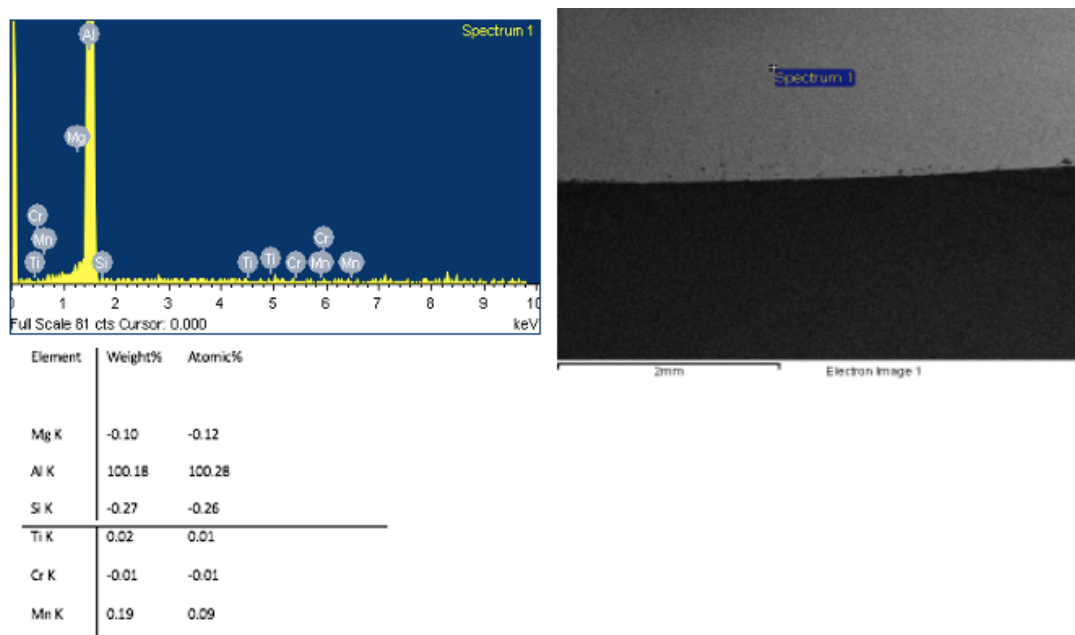 Spectrum 1
Al
Mg
Cr
Mn
Ti
Si
Ti
Ti
Cr
Cr
Mn
Mn
0 1 2 3 4 5 6 7 8 9 10
Full Scale 81 cts Cursor: 0.000 keV
Element Weight% Atomic%
Mg K -0.10 -0.12
Al K 100.18 100.28
Si K -0.27 -0.26
Ti K 0.02 0.01
Cr K -0.01 -0.01
Mn K 0.19 0.09
Spectrum 1
2mm Electron Image 1